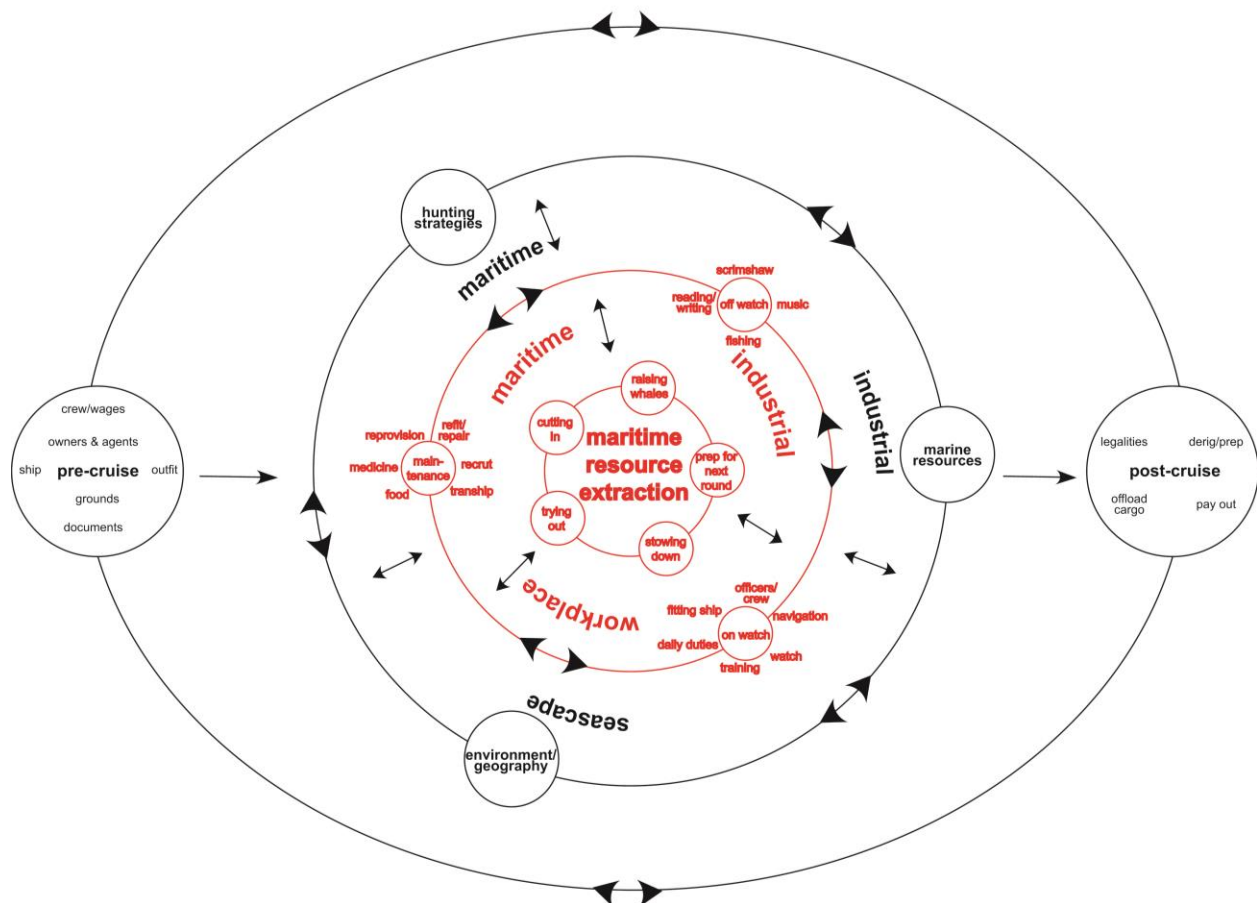 hunting
strategies
maritime
scrimshaw
reading/
writing
off watch
music
fishing
maritime
industrial
industrial
raising
whales
cutting
in
maritime
resource
extraction
prep for
next
round
trying
out
stowing
down
refit/
repair
reprovision
medicine
main-
tenance
recrut
food
tranship
marine
resources
crew/wages
owners & agents
ship
pre-cruise
outfit
grounds
documents
legalities
derig/prep
post-cruise
offload
cargo
pay out
workplace
officers/
crew
fitting ship
navigation
daily duties
on watch
watch
training
seascape
environment/
geography